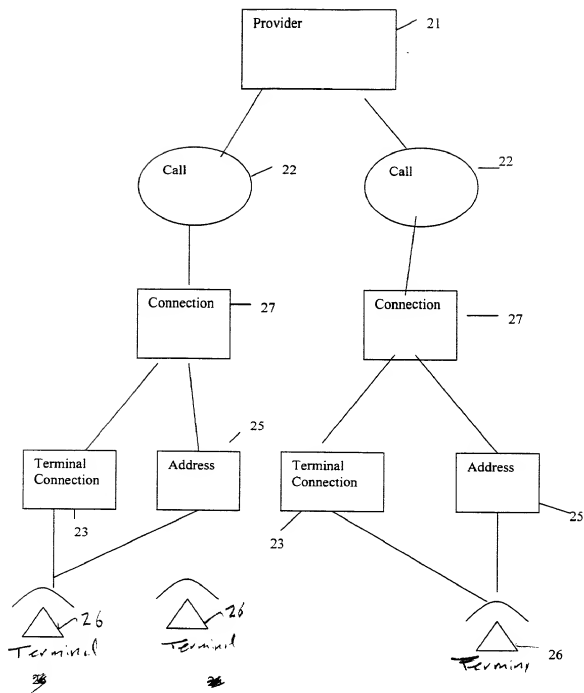 Provider
21
Call
22
Call
22
Connection
27
Connection
27
25
Terminal
Connection
Address
Terminal
Connection
Address
25
23
23
26
26
Terminal
Terminal
26